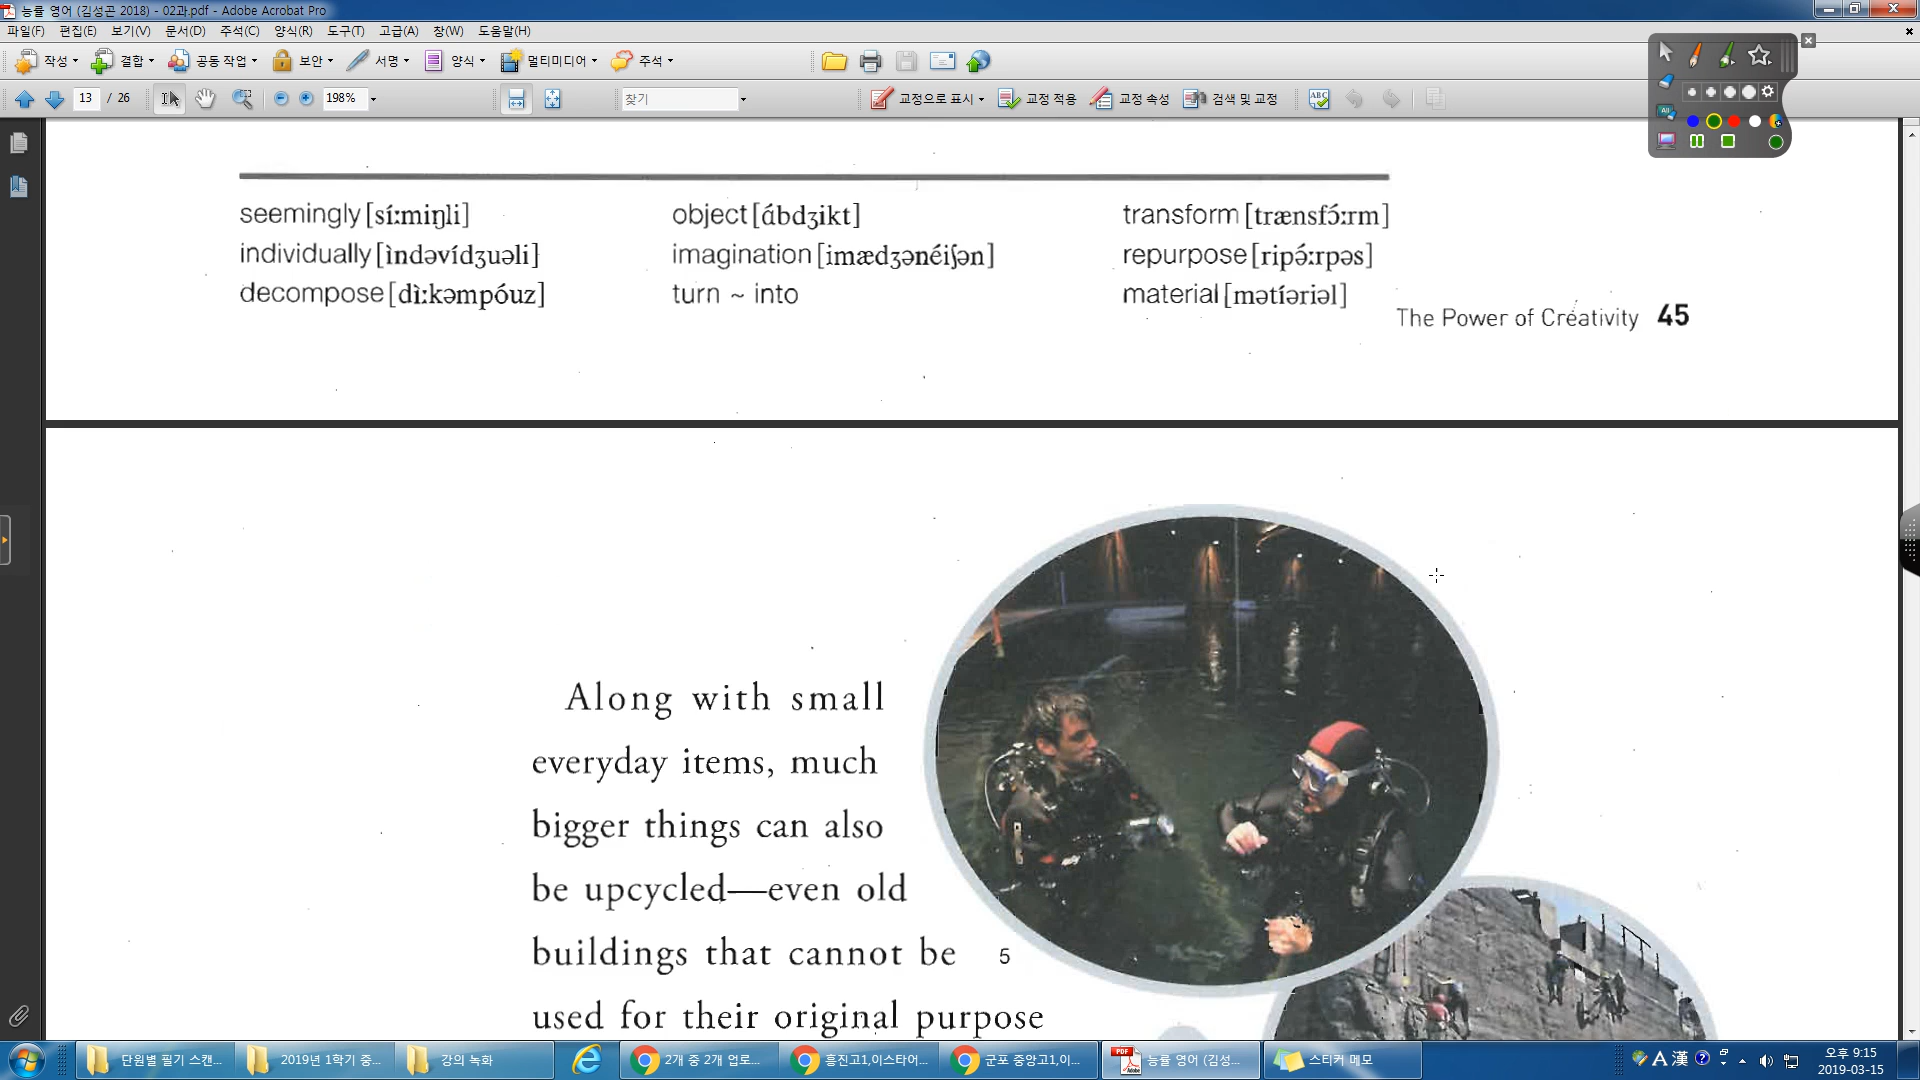 능률 영어 (김성곤 2018) - 02과.pdf - Adobe Acrobat Pro
파일(F) 편집(E) 보기(V) 문서(D) 주석(C) 양식(R) 도구(T) 고급(A) 창(W) 도움말(H)
작성 결합 공동 작업 보안 서명 양식 멀티미디어 주석
13 / 26 198% 찾기 교정으로 표시 교정 적용 교정 속성 검색 및 교정
seemingly [síːmiŋli] object [ábdʒikt] transform [trænsfɔ́ːrm]
individually [ìndəvídʒuəli] imagination [imædʒənéiʃən] repurpose [ripə́ːrpəs]
decompose [dìːkəmpóuz] turn ~ into material [mətíəriəl]
The Power of Creativity 45
Along with small
everyday items, much
bigger things can also
be upcycled—even old
buildings that cannot be 5
used for their original purpose
단원별 필기 스캔... 2019년 1학기 중... 강의 녹화 2개 중 2개 업로... 흥진고1,이스타어... 군포 중앙고1,이... 능률 영어 (김성... 스티커 메모 A 漢 오후 9:15
2019-03-15